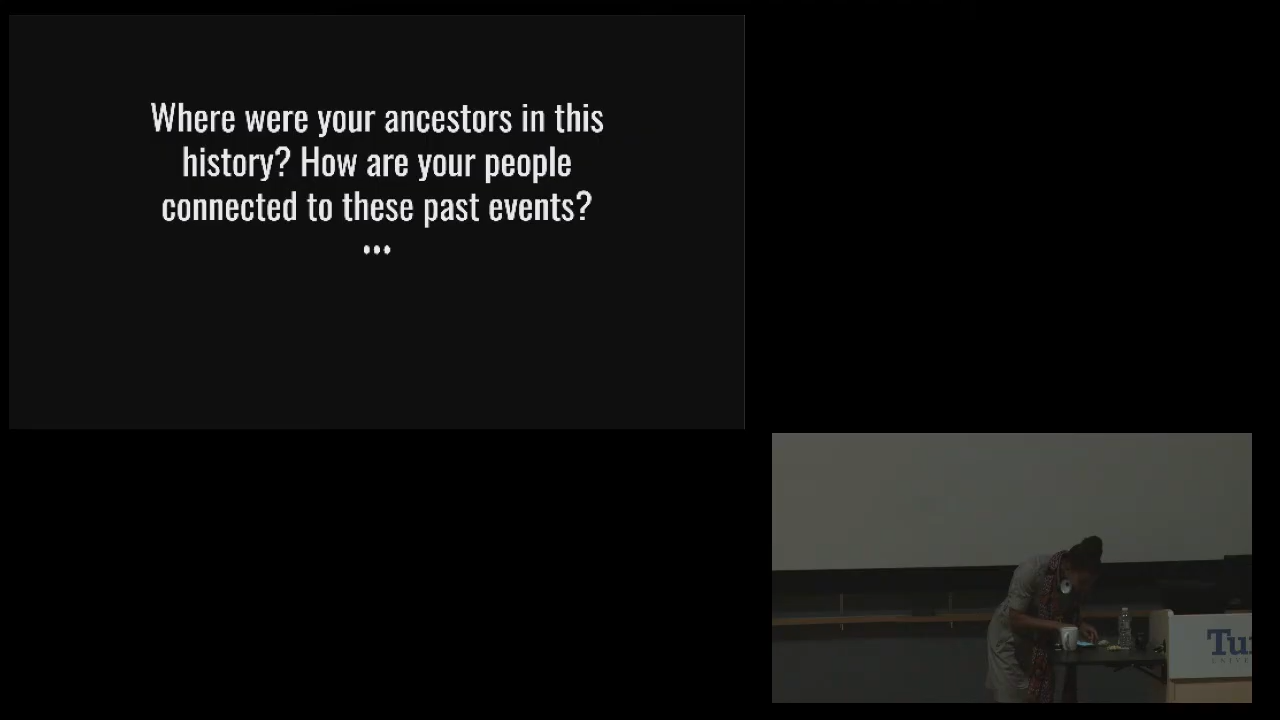 Where were your ancestors in this
history? How are your people
connected to these past events?
...
Tu